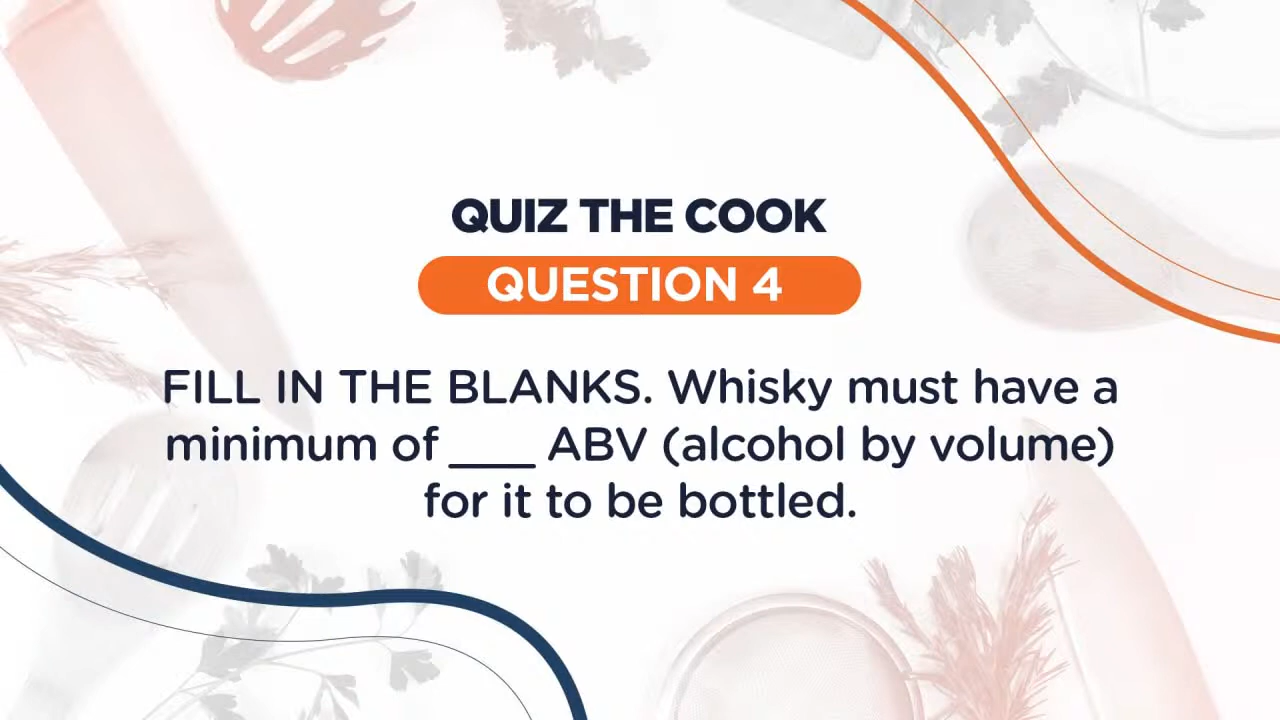 QUIZ THE COOK
QUESTION 4
FILL IN THE BLANKS. Whisky must have a
minimum of ___ ABV (alcohol by volume)
for it to be bottled.